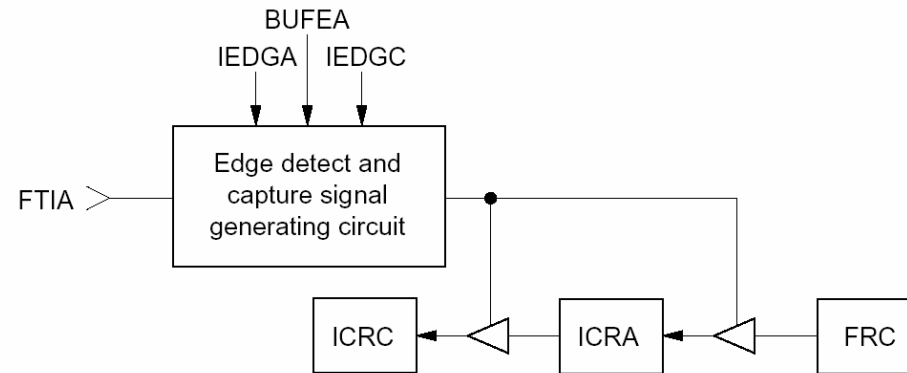 BUFEA
IEDGA
IEDGC
Edge detect and
capture signal
generating circuit
FTIA
ICRC
ICRA
FRC